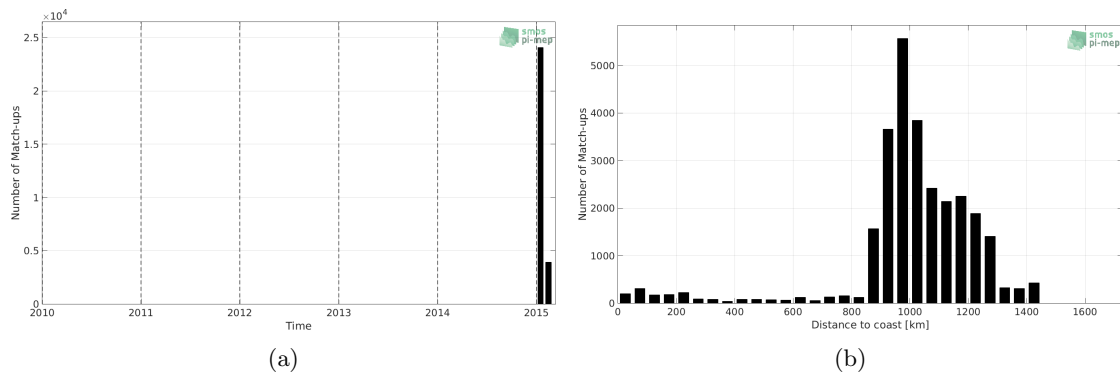 ×10⁴
2.5
2
1.5
1
0.5
0
Number of Match-ups
2010 2011 2012 2013 2014 2015
Time
smos
pi-mep
(a)
5000
4000
3000
2000
1000
0
Number of Match-ups
0 200 400 600 800 1000 1200 1400 1600
Distance to coast [km]
smos
pi-mep
(b)